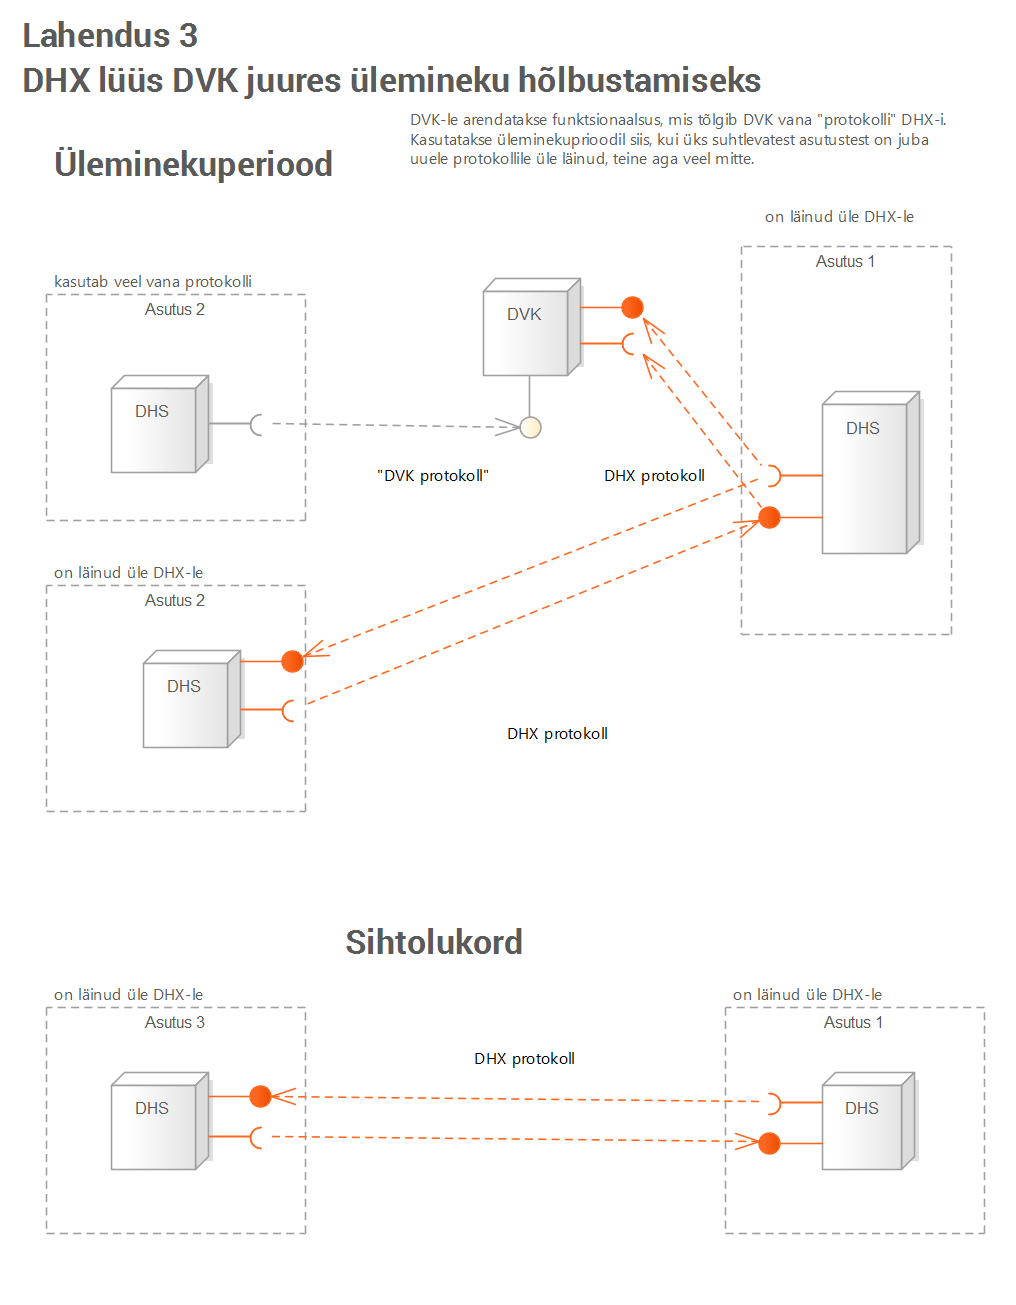 Lahendus 3
DHX lüüs DVK juures ülemineku hõlbustamiseks
DVK-le arendatakse funktsionaalsus, mis tõlgib DVK vana "protokolli" DHX-i.
Kasutatakse üleminekuprioodil siis, kui üks suhtlevatest asutustest on juba
uuele protokollile üle läinud, teine aga veel mitte.
Üleminekuperiood
on läinud üle DHX-le
Asutus 1
kasutab veel vana protokolli
Asutus 2
DVK
DHS
DHS
"DVK protokoll"
DHX protokoll
on läinud üle DHX-le
Asutus 2
DHS
DHX protokoll
Sihtolukord
on läinud üle DHX-le
on läinud üle DHX-le
Asutus 3
Asutus 1
DHX protokoll
DHS
DHS